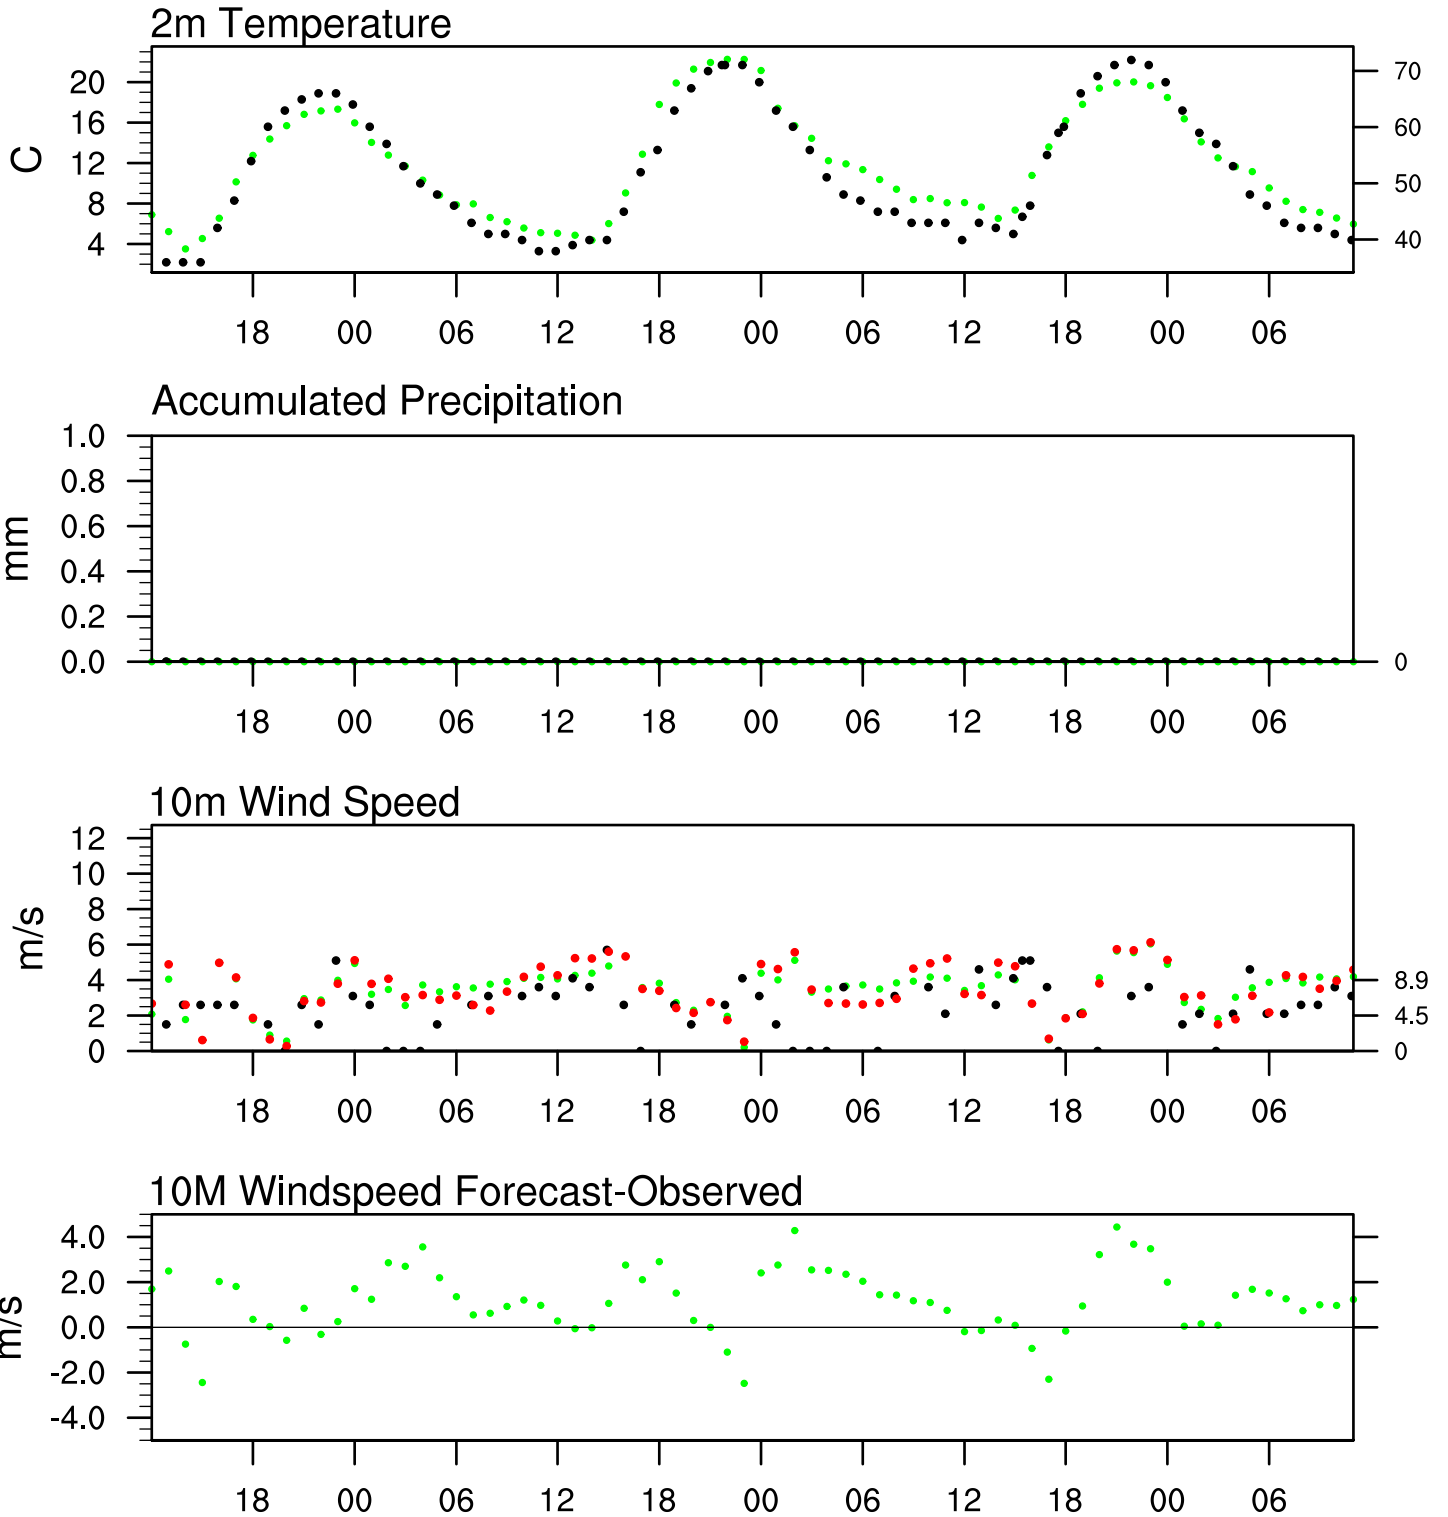 2m Temperature
20
16
12
8
4
C
70
60
50
40
18 00 06 12 18 00 06 12 18 00 06
Accumulated Precipitation
1.0
0.8
0.6
0.4
0.2
0.0
mm
0
18 00 06 12 18 00 06 12 18 00 06
10m Wind Speed
12
10
8
6
4
2
0
m/s
8.9
4.5
0
18 00 06 12 18 00 06 12 18 00 06
10M Windspeed Forecast-Observed
4.0
2.0
0.0
-2.0
-4.0
m/s
18 00 06 12 18 00 06 12 18 00 06